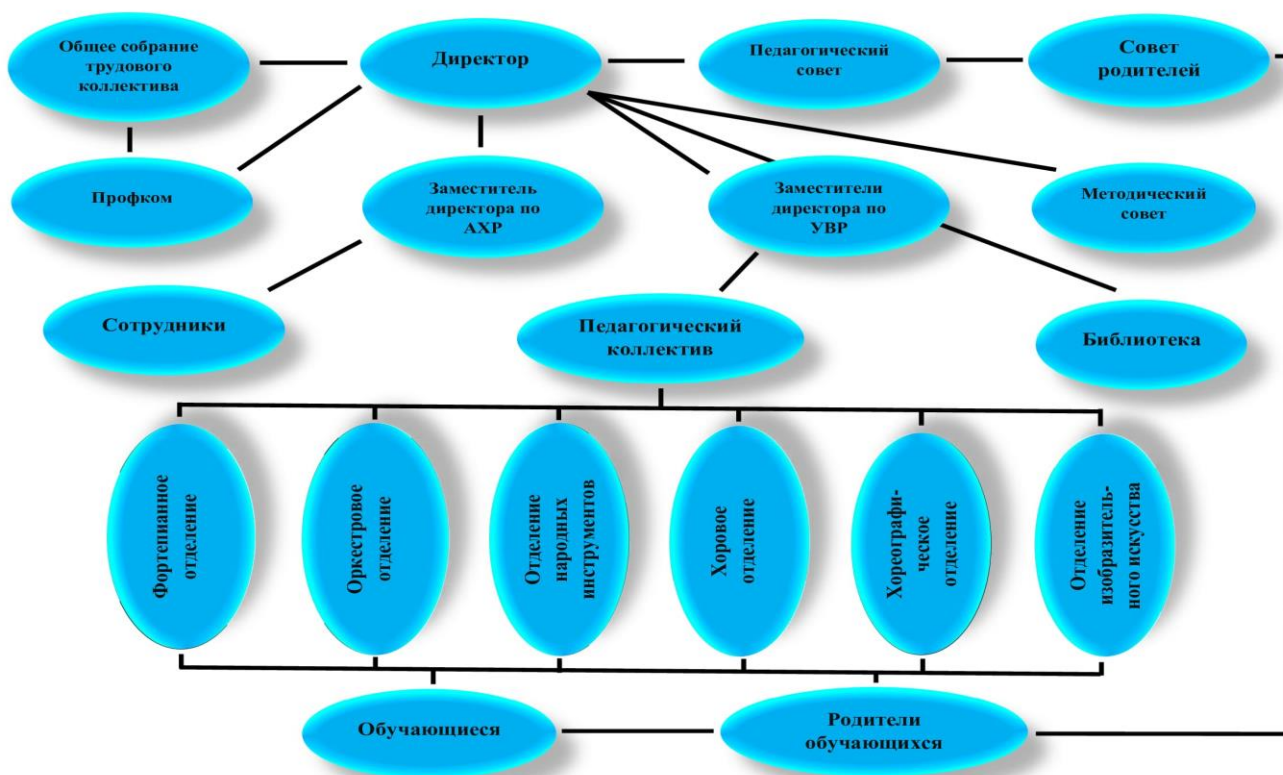 Общее собрание
трудового
коллектива
Директор
Педагогический
совет
Совет
родителей
Профком
Заместитель
директора по
АХР
Заместители
директора по
УВР
Методический
совет
Сотрудники
Педагогический
коллектив
Библиотека
Фортепианное
отделение
Оркестровое
отделение
Отделение
народных
инструментов
Хоровое
отделение
Хореографи-
ческое
отделение
Отделение
изобразитель-
ного искусства
Обучающиеся
Родители
обучающихся